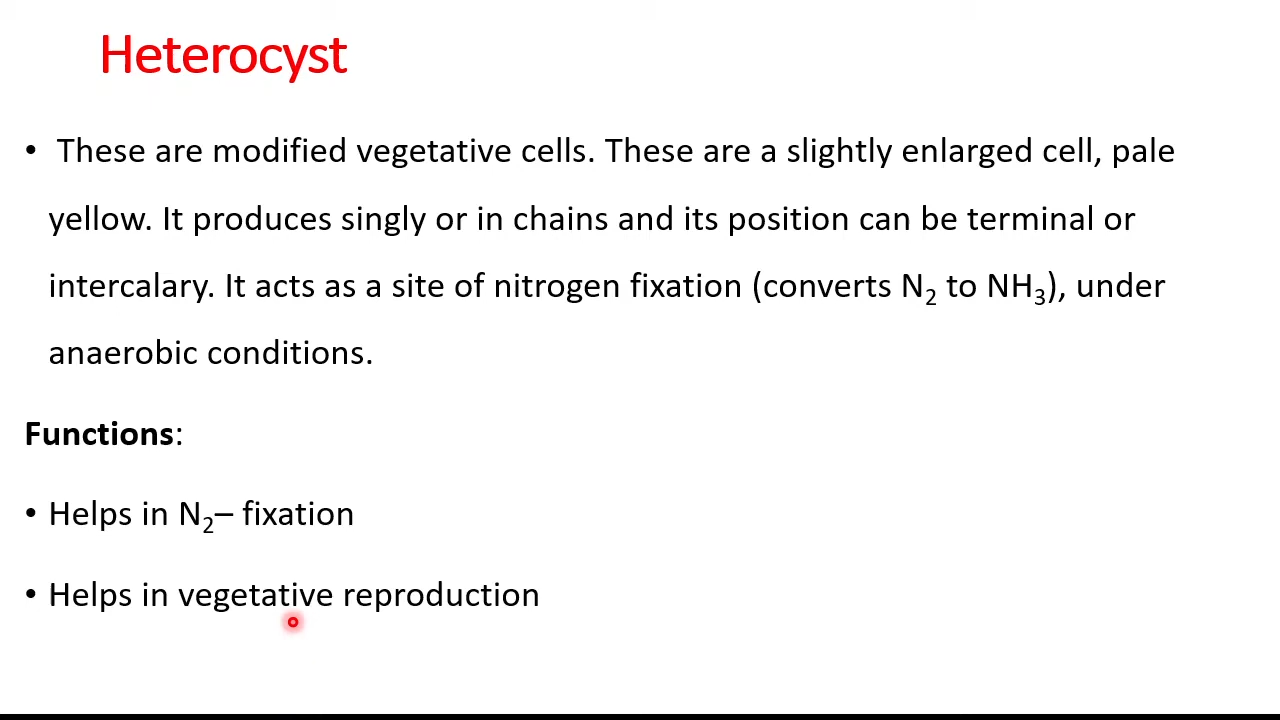 Heterocyst
• These are modified vegetative cells. These are a slightly enlarged cell, pale
yellow. It produces singly or in chains and its position can be terminal or
intercalary. It acts as a site of nitrogen fixation (converts N₂ to NH₃), under
anaerobic conditions.
Functions:
• Helps in N₂– fixation
• Helps in vegetative reproduction